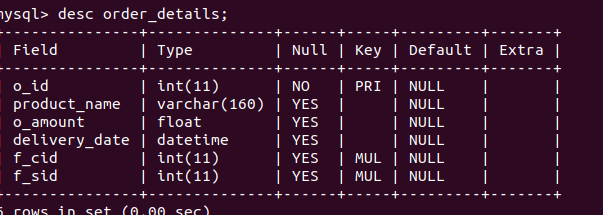 mysql> desc order_details;
---------------+--------------+------+-----+---------+-------+
| Field | Type | Null | Key | Default | Extra |
---------------+--------------+------+-----+---------+-------+
| o_id | int(11) | NO | PRI | NULL | |
| product_name | varchar(160) | YES | | NULL | |
| o_amount | float | YES | | NULL | |
| delivery_date | datetime | YES | | NULL | |
| f_cid | int(11) | YES | MUL | NULL | |
| f_sid | int(11) | YES | MUL | NULL | |
---------------+--------------+------+-----+---------+-------+
6 rows in set (0.00 sec)